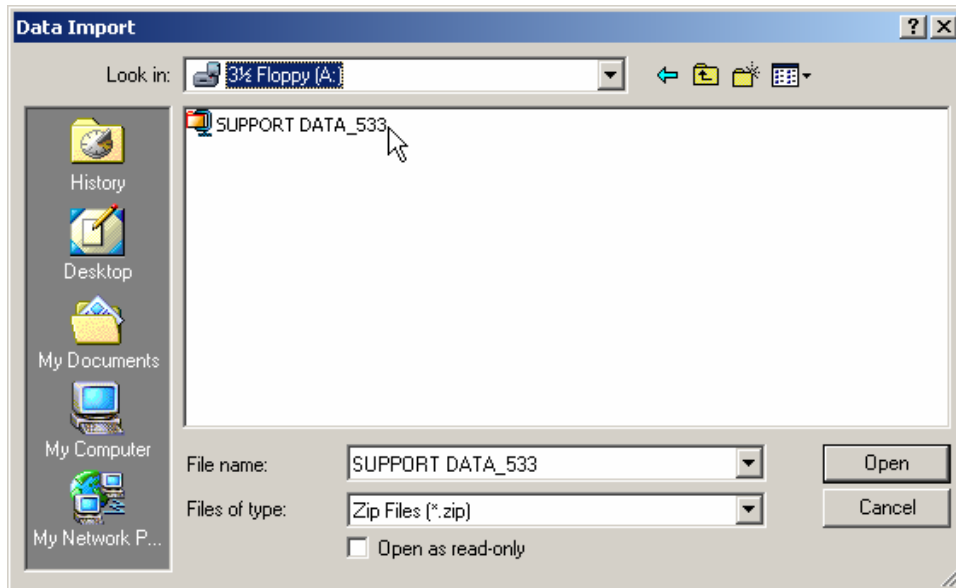 Data Import
Look in: 3½ Floppy (A:
SUPPORT DATA_533
History
Desktop
My Documents
My Computer
My Network P...
File name: SUPPORT DATA_533 Open
Files of type: Zip Files (*.zip) Cancel
Open as read-only